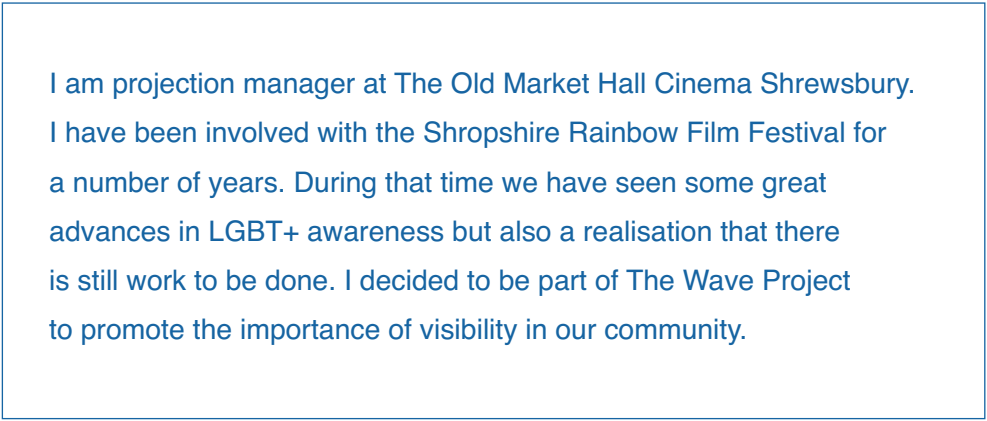 I am projection manager at The Old Market Hall Cinema Shrewsbury.
I have been involved with the Shropshire Rainbow Film Festival for
a number of years. During that time we have seen some great
advances in LGBT+ awareness but also a realisation that there
is still work to be done. I decided to be part of The Wave Project
to promote the importance of visibility in our community.